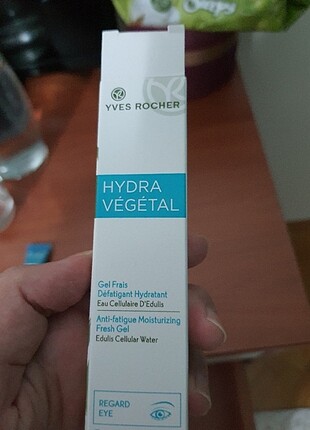 YVES ROCHER
HYDRA
VÉGÉTAL
Gel Frais
Défatigant Hydratant
Eau Cellulaire D'Edulis
Anti-fatigue Moisturizing
Fresh Gel
Edulis Cellular Water
REGARD
EYE